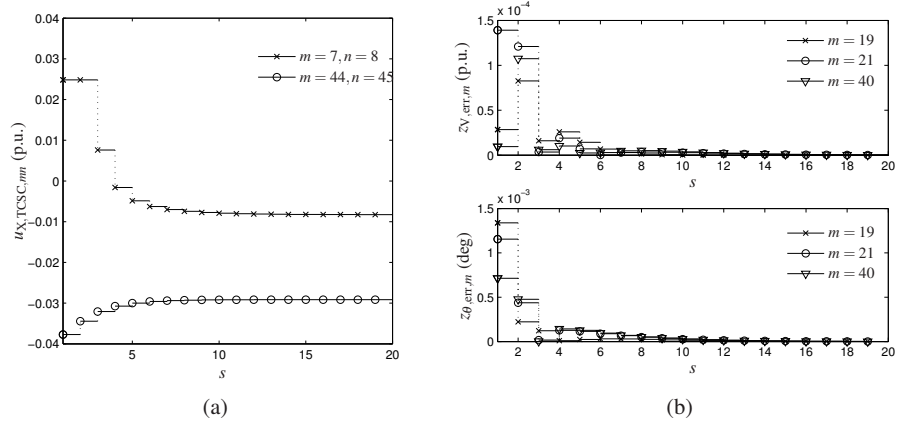 0.04
0.03
0.02
0.01
0
−0.01
−0.02
−0.03
−0.04
5 10 15 20
s
u_{X,TCSC,mn} (p.u.)
m = 7, n = 8
m = 44, n = 45
(a)
x 10^{−4}
1.5
1
0.5
0
2 4 6 8 10 12 14 16 18 20
s
z_{V,err,m} (p.u.)
m = 19
m = 21
m = 40
x 10^{−3}
1.5
1
0.5
0
2 4 6 8 10 12 14 16 18 20
s
z_{θ,err,m} (deg)
m = 19
m = 21
m = 40
(b)